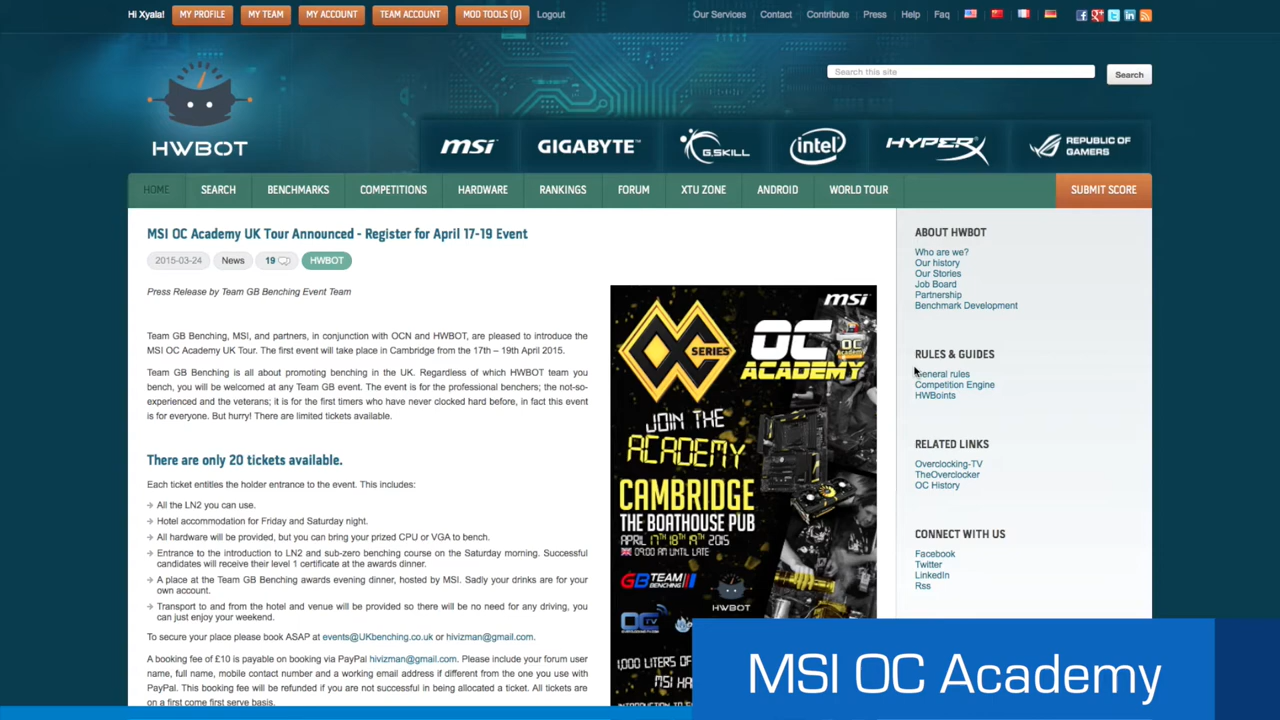 Hi Xyala! MY PROFILE MY TEAM MY ACCOUNT TEAM ACCOUNT MOD TOOLS (0) Logout Our Services Contact Contribute Press Help Faq
Search this site Search
HWBOT
msi GIGABYTE G.SKILL intel HYPERX REPUBLIC OF GAMERS
HOME SEARCH BENCHMARKS COMPETITIONS HARDWARE RANKINGS FORUM XTU ZONE ANDROID WORLD TOUR SUBMIT SCORE
MSI OC Academy UK Tour Announced - Register for April 17-19 Event
2015-03-24 News 19 HWBOT
Press Release by Team GB Benching Event Team
Team GB Benching, MSI, and partners, in conjunction with OCN and HWBOT, are pleased to introduce the
MSI OC Academy UK Tour. The first event will take place in Cambridge from the 17th – 19th April 2015.
Team GB Benching is all about promoting benching in the UK. Regardless of which HWBOT team you
bench, you will be welcomed at any Team GB event. The event is for the professional benchers; the not-so-
experienced and the veterans; it is for the first timers who have never clocked hard before, in fact this event
is for everyone. But hurry! There are limited tickets available.
There are only 20 tickets available.
Each ticket entities the holder entrance to the event. This includes:
All the LN2 you can use.
Hotel accommodation for Friday and Saturday night.
All hardware will be provided, but you can bring your prized CPU or VGA to bench.
Entrance to the introduction to LN2 and sub-zero benching course on the Saturday morning. Successful
candidates will receive their level 1 certificate at the awards dinner.
A place at the Team GB Benching awards evening dinner, hosted by MSI. Sadly your drinks are for your
own account.
Transport to and from the hotel and venue will be provided so there will be no need for any driving, you
can just enjoy your weekend.
To secure your place please book ASAP at events@UKbenching.co.uk or hivizman@gmail.com.
A booking fee of £10 is payable on booking via PayPal hivizman@gmail.com. Please include your forum user
name, full name, mobile contact number and a working email address if different from the one you use with
PayPal. This booking fee will be refunded if you are not successful in being allocated a ticket. All tickets are
on a first come first serve basis.
msi
OC SERIES
OC ACADEMY
OC Academy
JOIN THE
ACADEMY
CAMBRIDGE
THE BOATHOUSE PUB
APRIL 17th 18th 19th 2015
09:00 AM UNTIL LATE
GB TEAM BENCHING
HWBOT
OC TV
1,000 LITERS OF
MSI HA
ABOUT HWBOT
Who are we?
Our history
Our Stories
Job Board
Partnership
Benchmark Development
RULES & GUIDES
General rules
Competition Engine
HWBoints
RELATED LINKS
Overclocking-TV
TheOverclocker
OC History
CONNECT WITH US
Facebook
Twitter
LinkedIn
Rss
MSI OC Academy